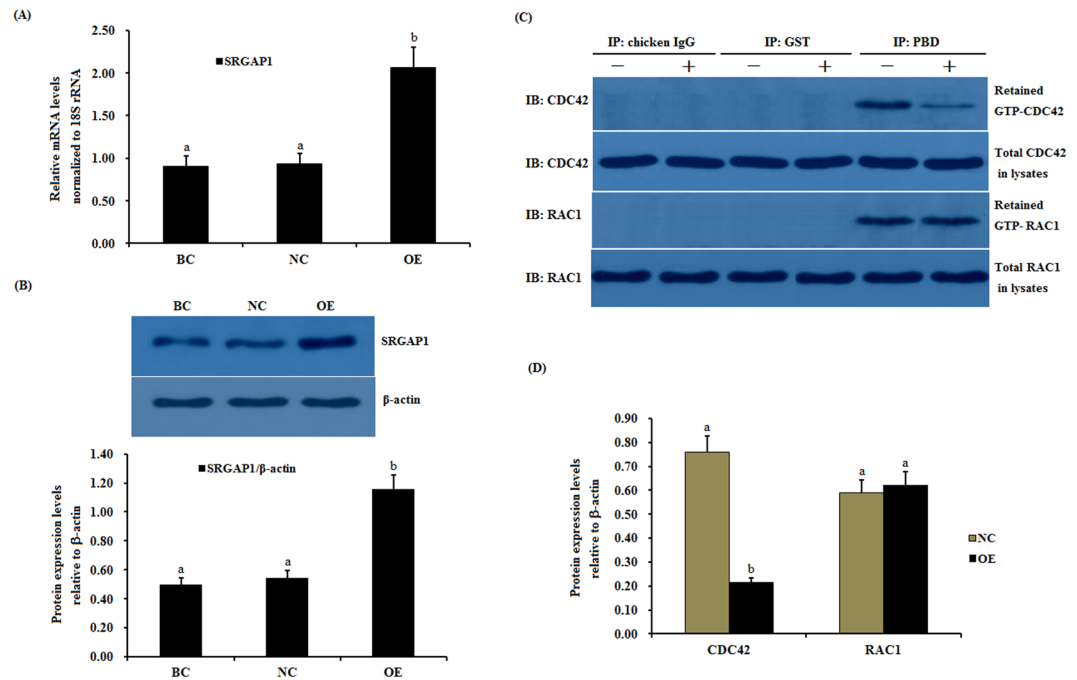 (A)
Relative mRNA levels
normalized to 18S rRNA
2.50
2.00
1.50
1.00
0.50
0.00
SRGAP1
a
a
b
BC
NC
OE
(B)
BC
NC
OE
SRGAP1
β-actin
Protein expression levels
relative to β-actin
1.40
1.20
1.00
0.80
0.60
0.40
0.20
0.00
SRGAP1/β-actin
a
a
b
BC
NC
OE
(C)
IP: chicken IgG
IP: GST
IP: PBD
− + − + − +
IB: CDC42
Retained
GTP-CDC42
IB: CDC42
Total CDC42
in lysates
IB: RAC1
Retained
GTP- RAC1
IB: RAC1
Total RAC1
in lysates
(D)
Protein expression levels
relative to β-actin
0.90
0.80
0.70
0.60
0.50
0.40
0.30
0.20
0.10
0.00
a
b
a
a
NC
OE
CDC42
RAC1